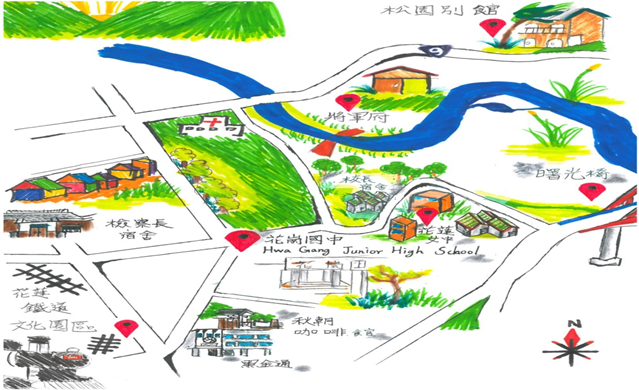 松園別館
9
將軍府
曙光橋
校長
宿舍
檢察長
宿舍
花蓮
女中
花崗國中
Hwa Gang Junior High School
花蓮
鐵道
文化園區
秋朝
咖啡館
東金通
N